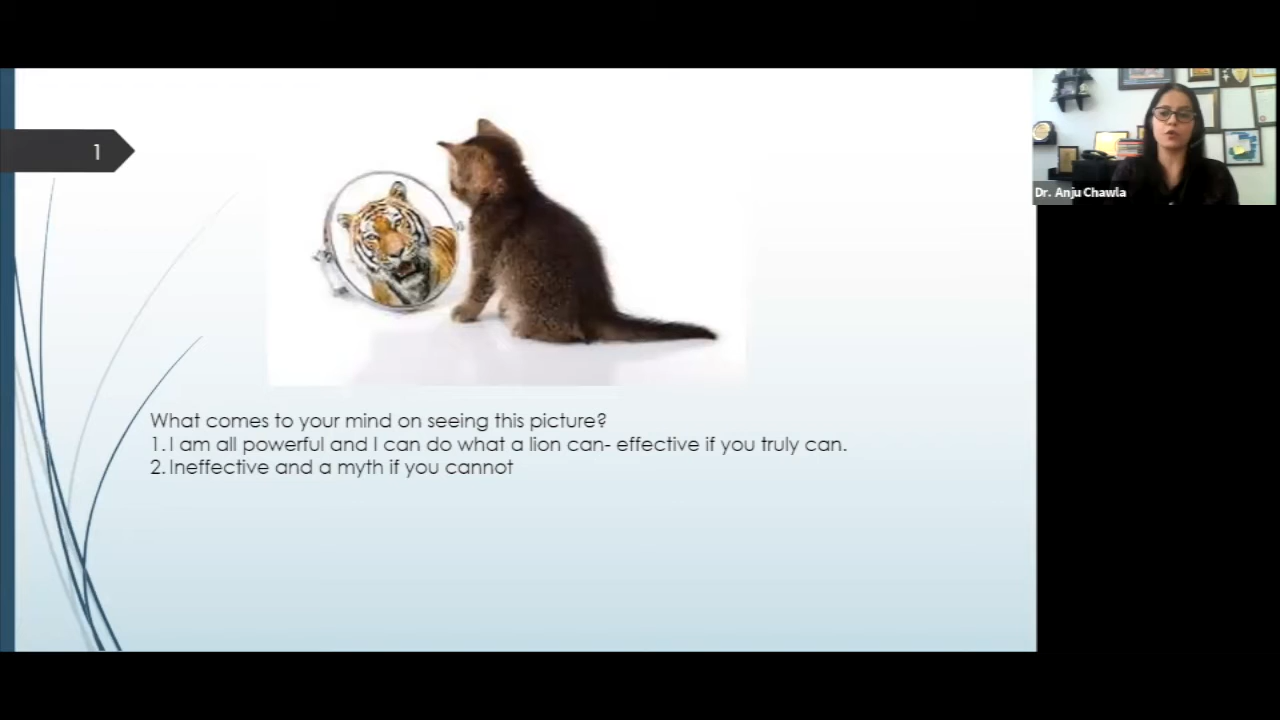 1
What comes to your mind on seeing this picture?
1. I am all powerful and I can do what a lion can- effective if you truly can.
2. Ineffective and a myth if you cannot
Dr. Anju Chawla